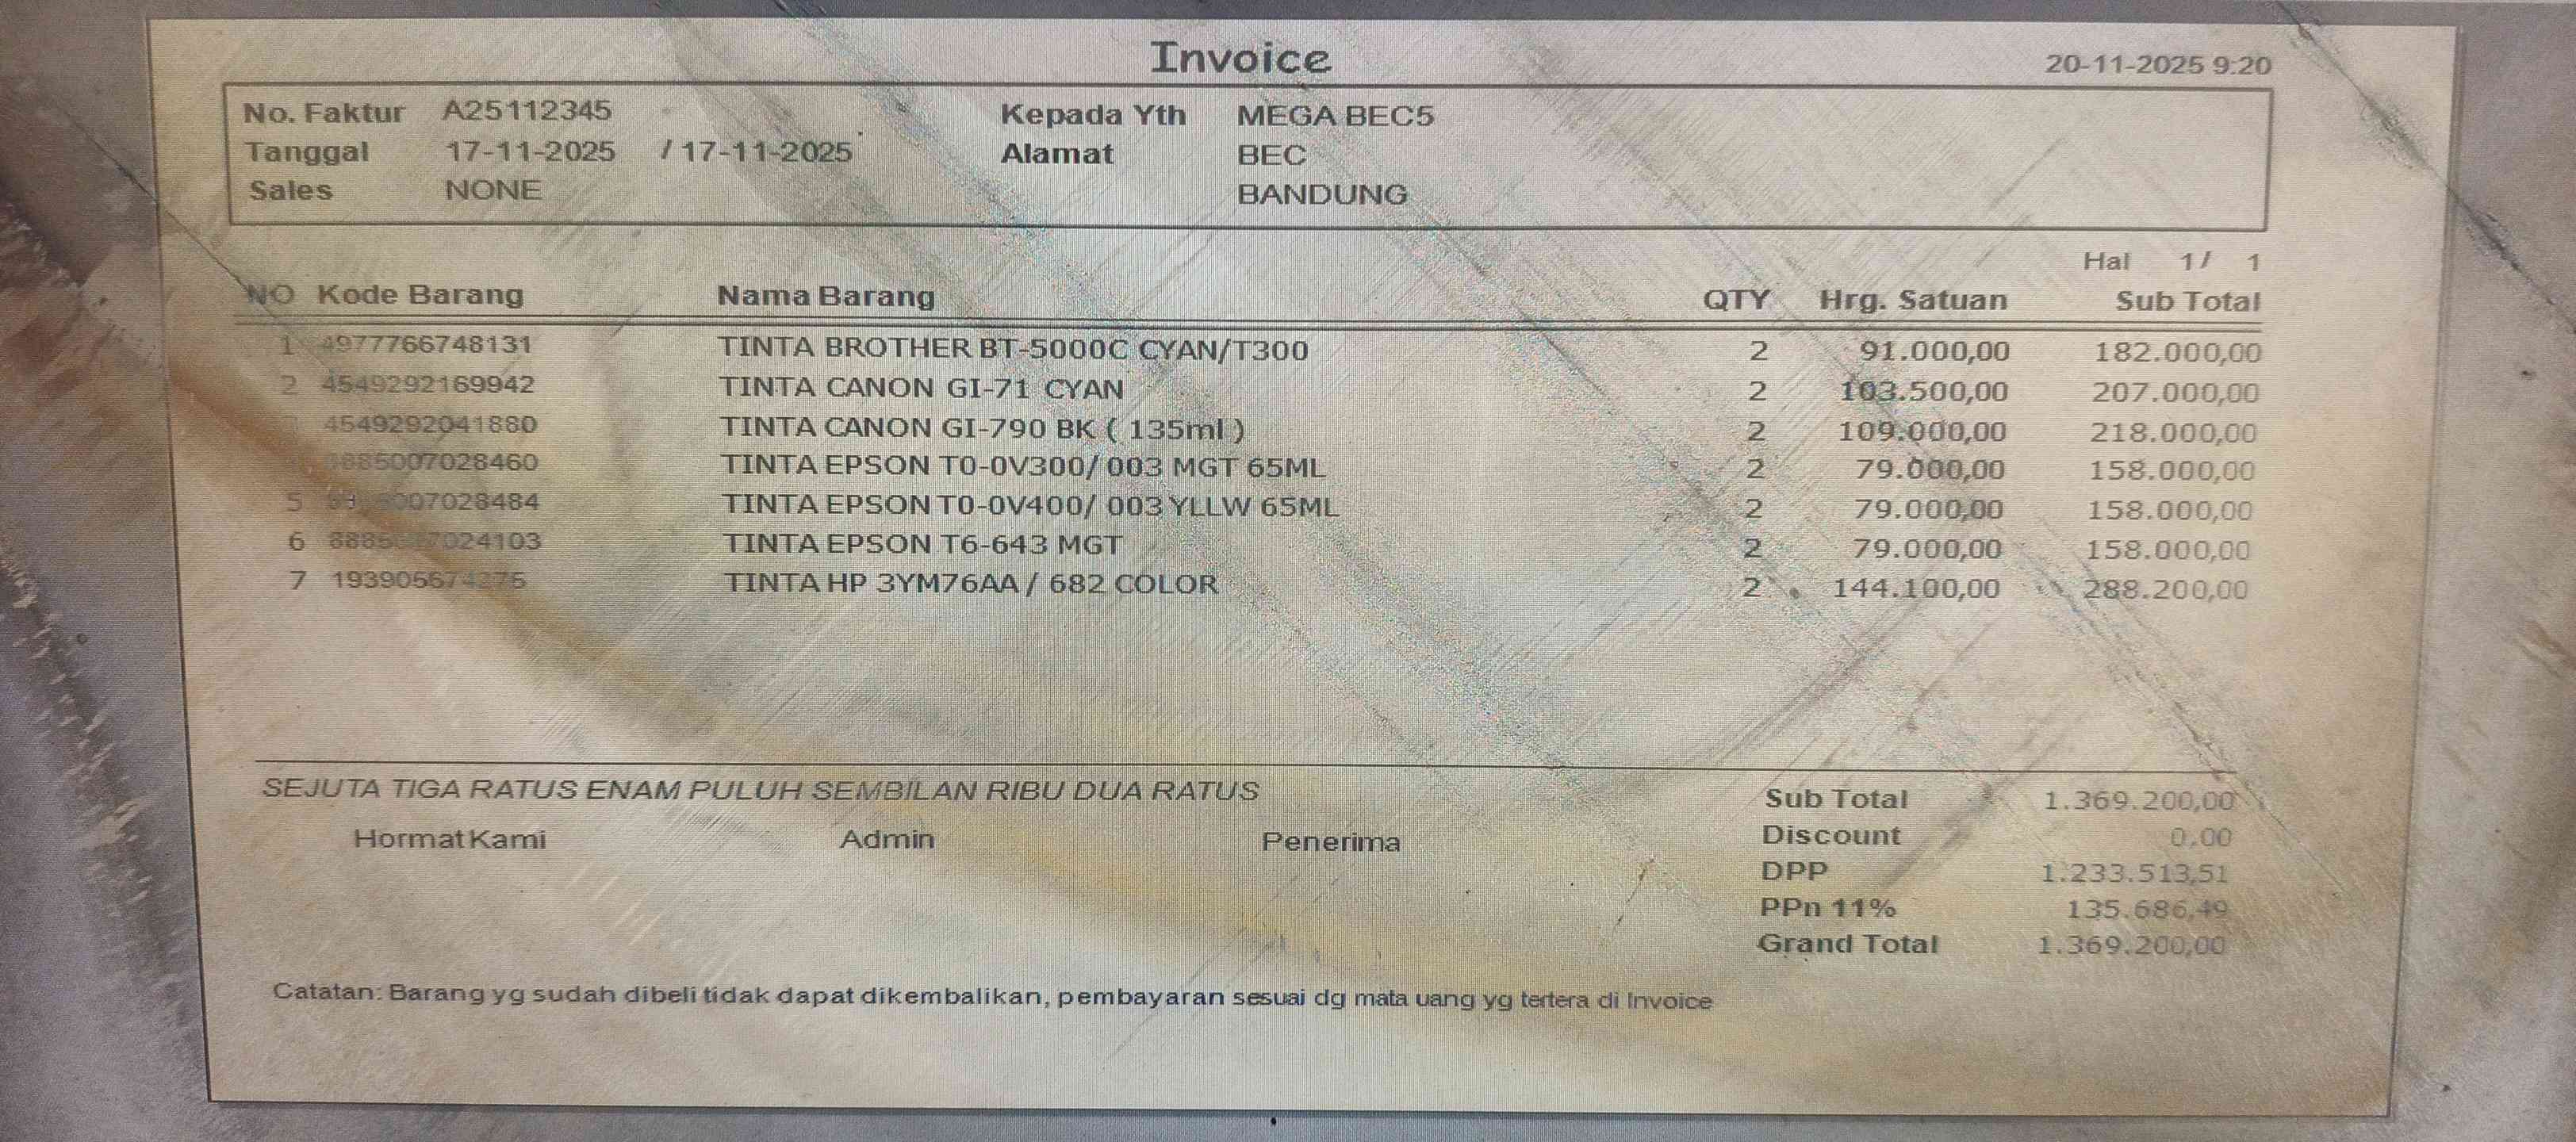 Invoice
20-11-2025 9:20
No. Faktur A25112345 Kepada Yth MEGA BEC5
Tanggal 17-11-2025 / 17-11-2025 Alamat BEC
Sales NONE BANDUNG
Hal 1/ 1
NO Kode Barang Nama Barang QTY Hrg. Satuan Sub Total
1 4977766748131 TINTA BROTHER BT-5000C CYAN/T300 2 91.000,00 182.000,00
2 4549292169942 TINTA CANON GI-71 CYAN 2 103.500,00 207.000,00
4549292041880 TINTA CANON GI-790 BK ( 135ml ) 2 109.000,00 218.000,00
TINTA EPSON T0-0V300/ 003 MGT 65ML 2 79.000,00 158.000,00
5 TINTA EPSON T0-0V400/ 003 YLLW 65ML 2 79.000,00 158.000,00
6 TINTA EPSON T6-643 MGT 2 79.000,00 158.000,00
7 TINTA HP 3YM76AA / 682 COLOR 2 144.100,00 288.200,00
SEJUTA TIGA RATUS ENAM PULUH SEMBILAN RIBU DUA RATUS
Hormat Kami Admin Penerima
Sub Total 1.369.200,00
Discount 0,00
DPP 1.233.513,51
PPn 11% 135.686,49
Grand Total 1.369.200,00
Catatan: Barang yg sudah dibeli tidak dapat dikembalikan, pembayaran sesuai dg mata uang yg tertera di Invoice